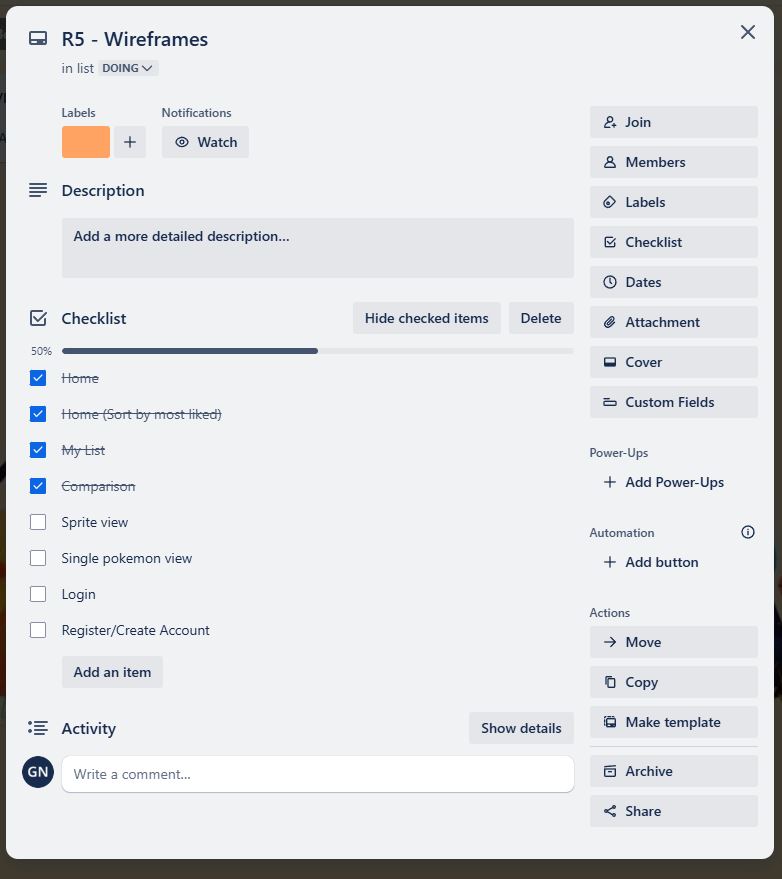 R5 - Wireframes
in list DOING
Labels
Notifications
Watch
Description
Add a more detailed description...
Checklist
Hide checked items
Delete
50%
Home
Home (Sort by most liked)
My List
Comparison
Sprite view
Single pokemon view
Login
Register/Create Account
Add an item
Activity
Show details
GN
Write a comment...
Join
Members
Labels
Checklist
Dates
Attachment
Cover
Custom Fields
Power-Ups
Add Power-Ups
Automation
Add button
Actions
Move
Copy
Make template
Archive
Share